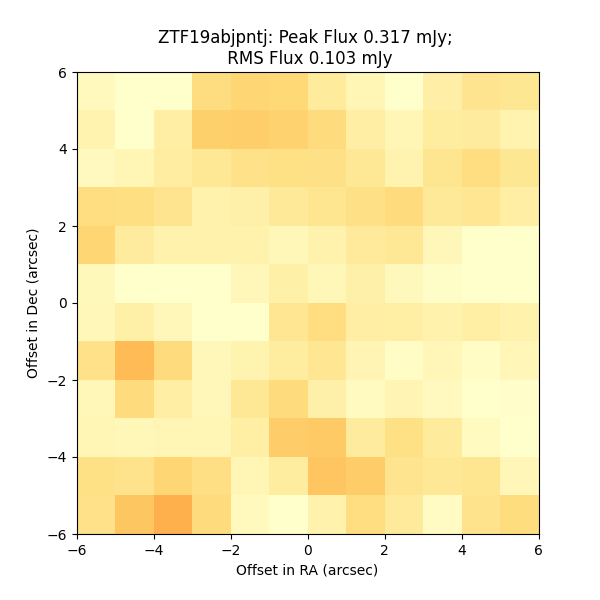 ZTF19abjpntj: Peak Flux 0.317 mJy;
RMS Flux 0.103 mJy
6
4
2
0
−2
−4
−6
Offset in Dec (arcsec)
−6 −4 −2 0 2 4 6
Offset in RA (arcsec)